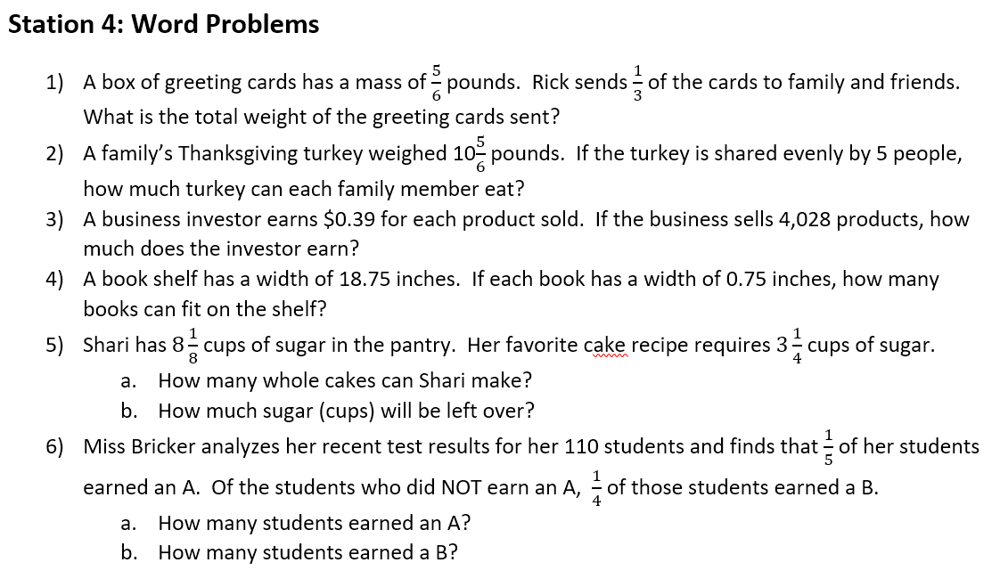 Station 4: Word Problems
1) A box of greeting cards has a mass of 5/6 pounds. Rick sends 1/3 of the cards to family and friends.
What is the total weight of the greeting cards sent?
2) A family’s Thanksgiving turkey weighed 10 5/6 pounds. If the turkey is shared evenly by 5 people,
how much turkey can each family member eat?
3) A business investor earns $0.39 for each product sold. If the business sells 4,028 products, how
much does the investor earn?
4) A book shelf has a width of 18.75 inches. If each book has a width of 0.75 inches, how many
books can fit on the shelf?
5) Shari has 8 1/8 cups of sugar in the pantry. Her favorite cake recipe requires 3 1/4 cups of sugar.
a. How many whole cakes can Shari make?
b. How much sugar (cups) will be left over?
6) Miss Bricker analyzes her recent test results for her 110 students and finds that 1/5 of her students
earned an A. Of the students who did NOT earn an A, 1/4 of those students earned a B.
a. How many students earned an A?
b. How many students earned a B?